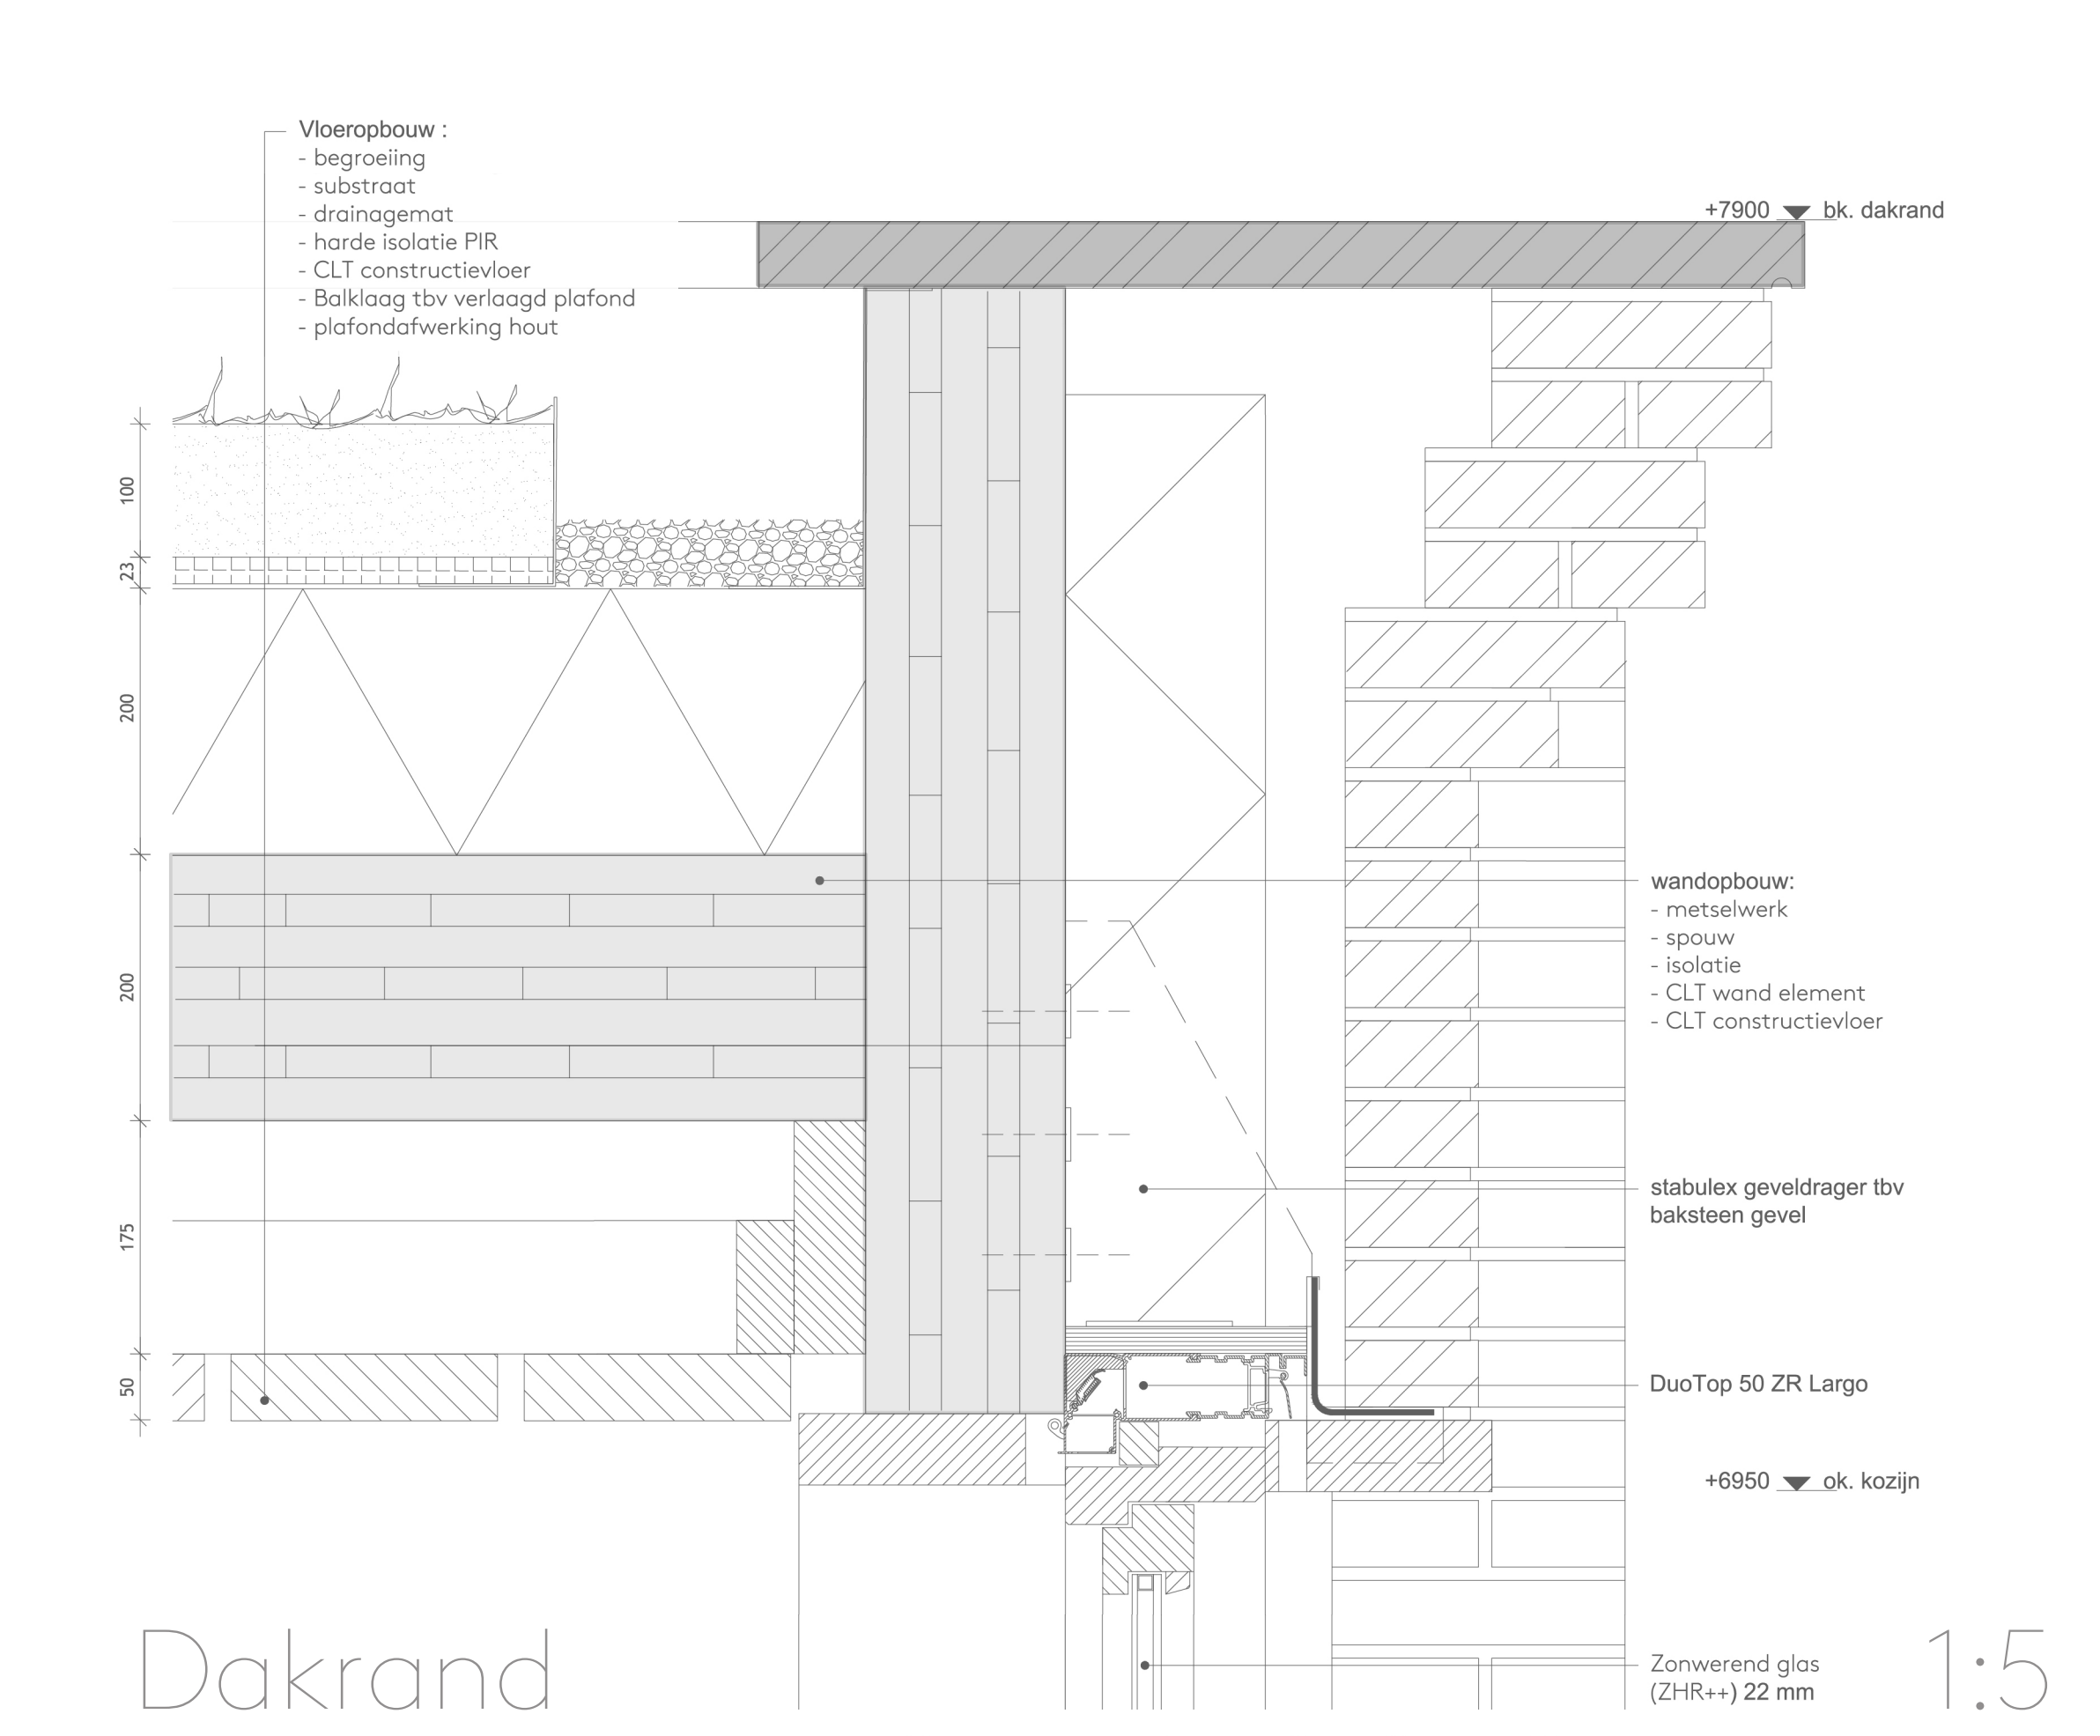 Vloeropbouw :
- begroeiing
- substraat
- drainagemat
- harde isolatie PIR
- CLT constructievloer
- Balklaag tbv verlaagd plafond
- plafondafwerking hout
+7900 bk. dakrand
100
23
200
200
175
50
wandopbouw:
- metselwerk
- spouw
- isolatie
- CLT wand element
- CLT constructievloer
stabulex geveldrager tbv
baksteen gevel
DuoTop 50 ZR Largo
+6950 ok. kozijn
Zonwerend glas
(ZHR++) 22 mm
Dakrand
1:5